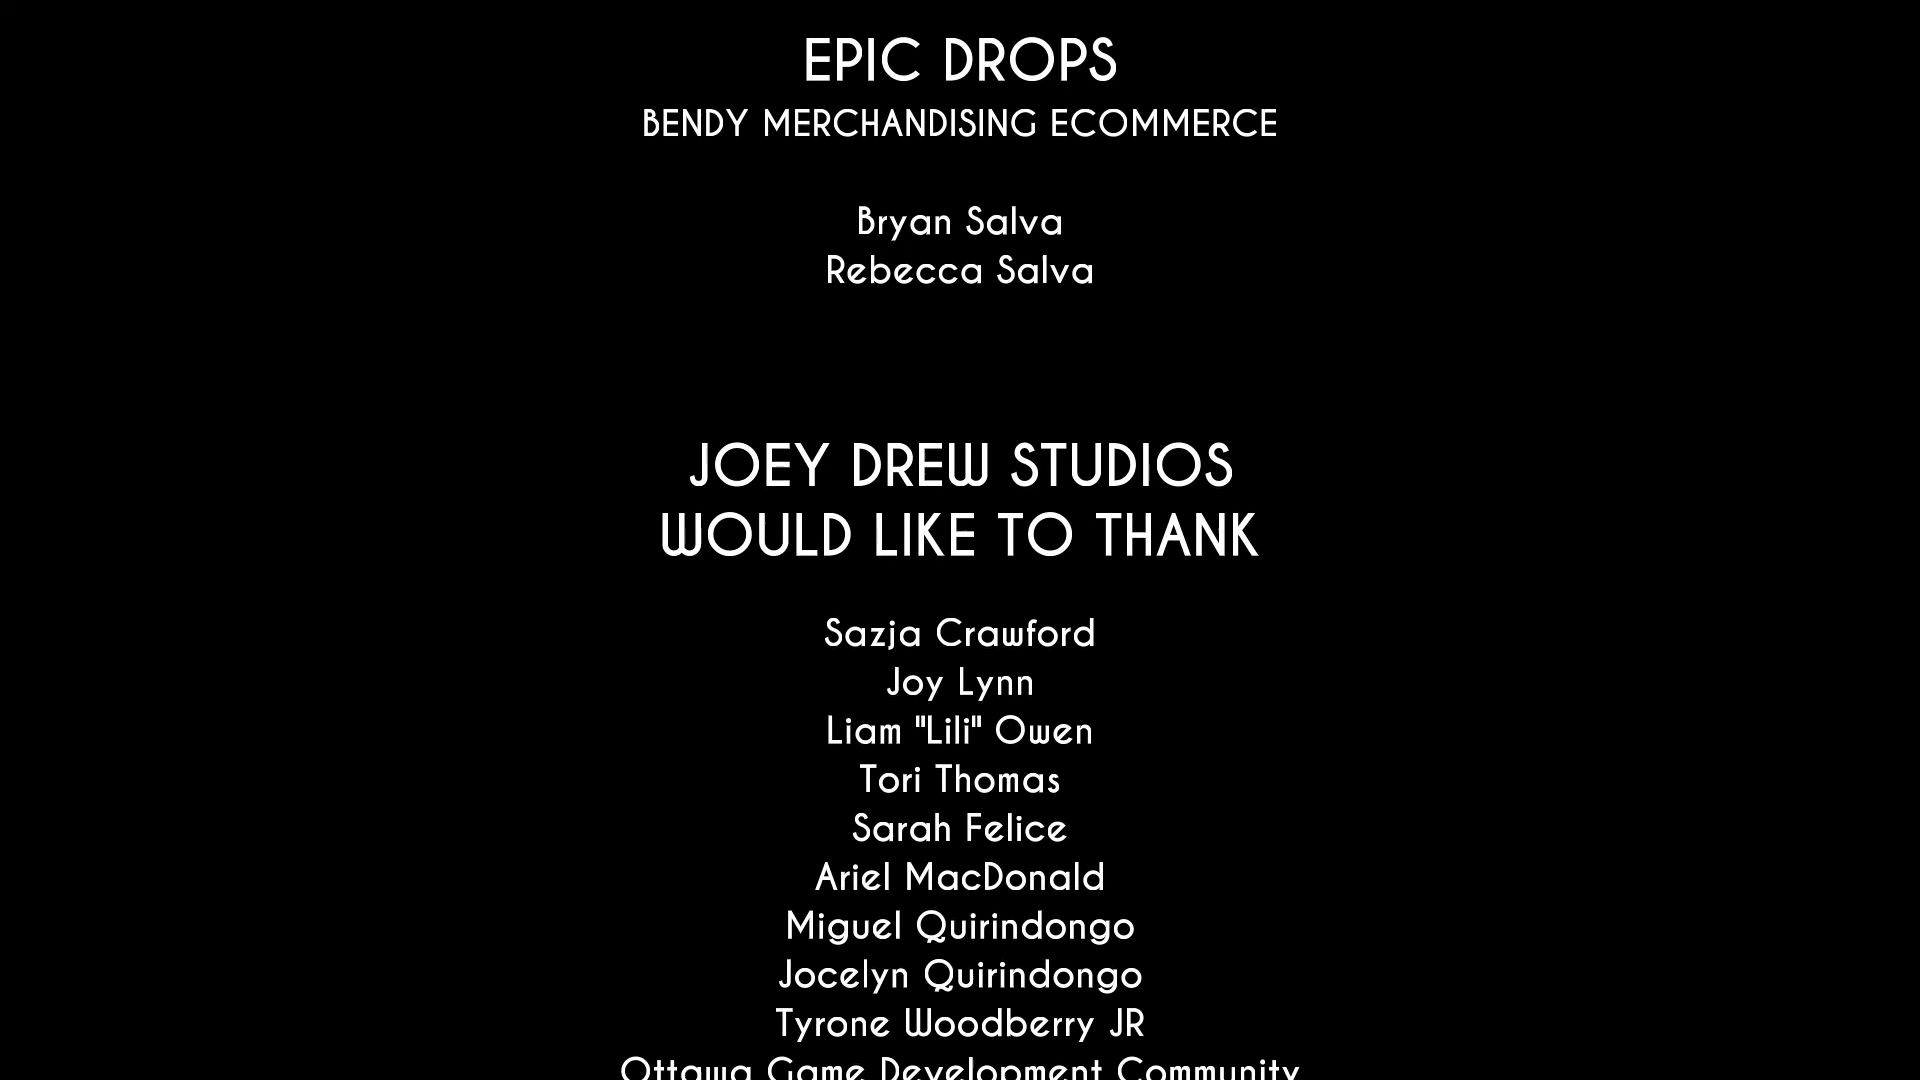 EPIC DROPS
BENDY MERCHANDISING ECOMMERCE
Bryan Salva
Rebecca Salva
JOEY DREW STUDIOS
WOULD LIKE TO THANK
Sazja Crawford
Joy Lynn
Liam "Lili" Owen
Tori Thomas
Sarah Felice
Ariel MacDonald
Miguel Quirindongo
Jocelyn Quirindongo
Tyrone Woodberry JR
Ottawa Game Development Community